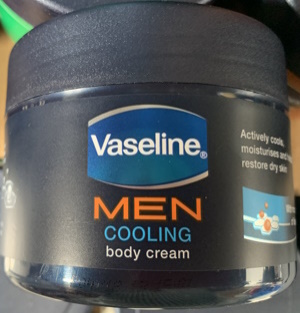 Vaseline®
MEN
COOLING
body cream
Actively cools,
moisturises and
restore dry skin